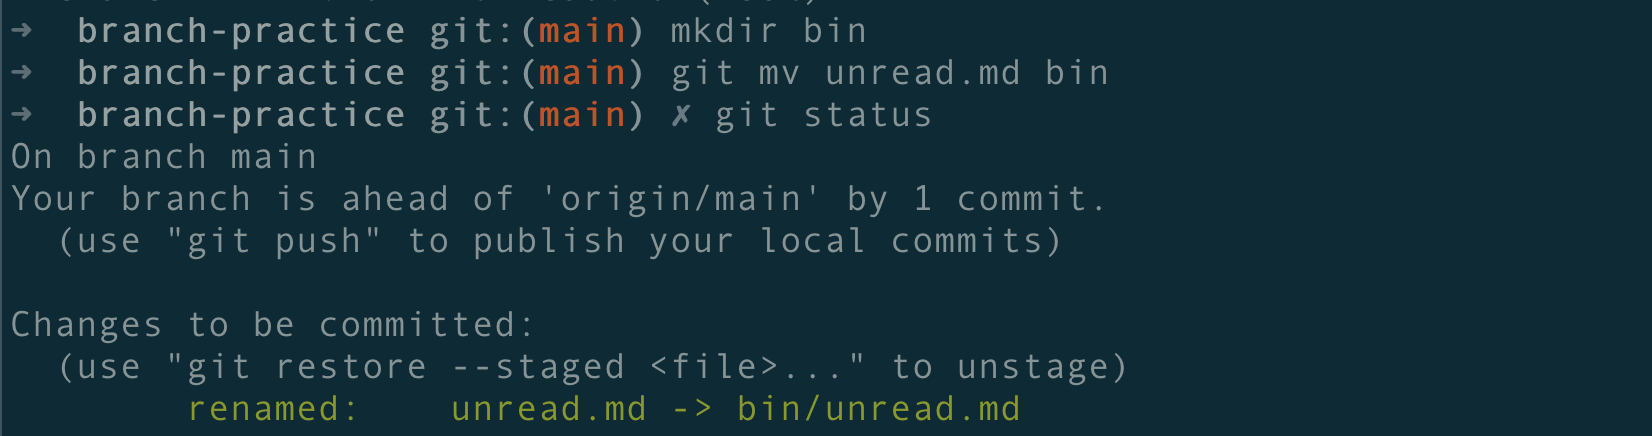 ➜  branch-practice git:(main) mkdir bin
➜  branch-practice git:(main) git mv unread.md bin
➜  branch-practice git:(main) ✗ git status
On branch main
Your branch is ahead of 'origin/main' by 1 commit.
  (use "git push" to publish your local commits)

Changes to be committed:
  (use "git restore --staged <file>..." to unstage)
        renamed:    unread.md -> bin/unread.md